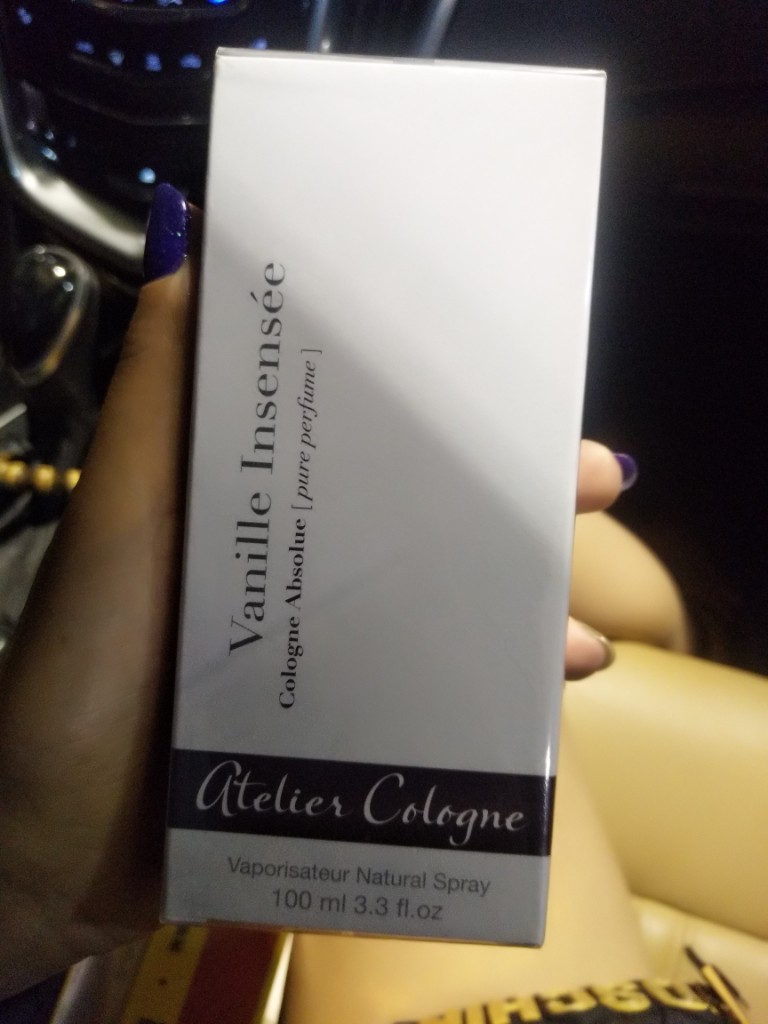 Vanille Insensée
Cologne Absolue [ pure perfume ]
Atelier Cologne
Vaporisateur Natural Spray
100 ml 3.3 fl.oz